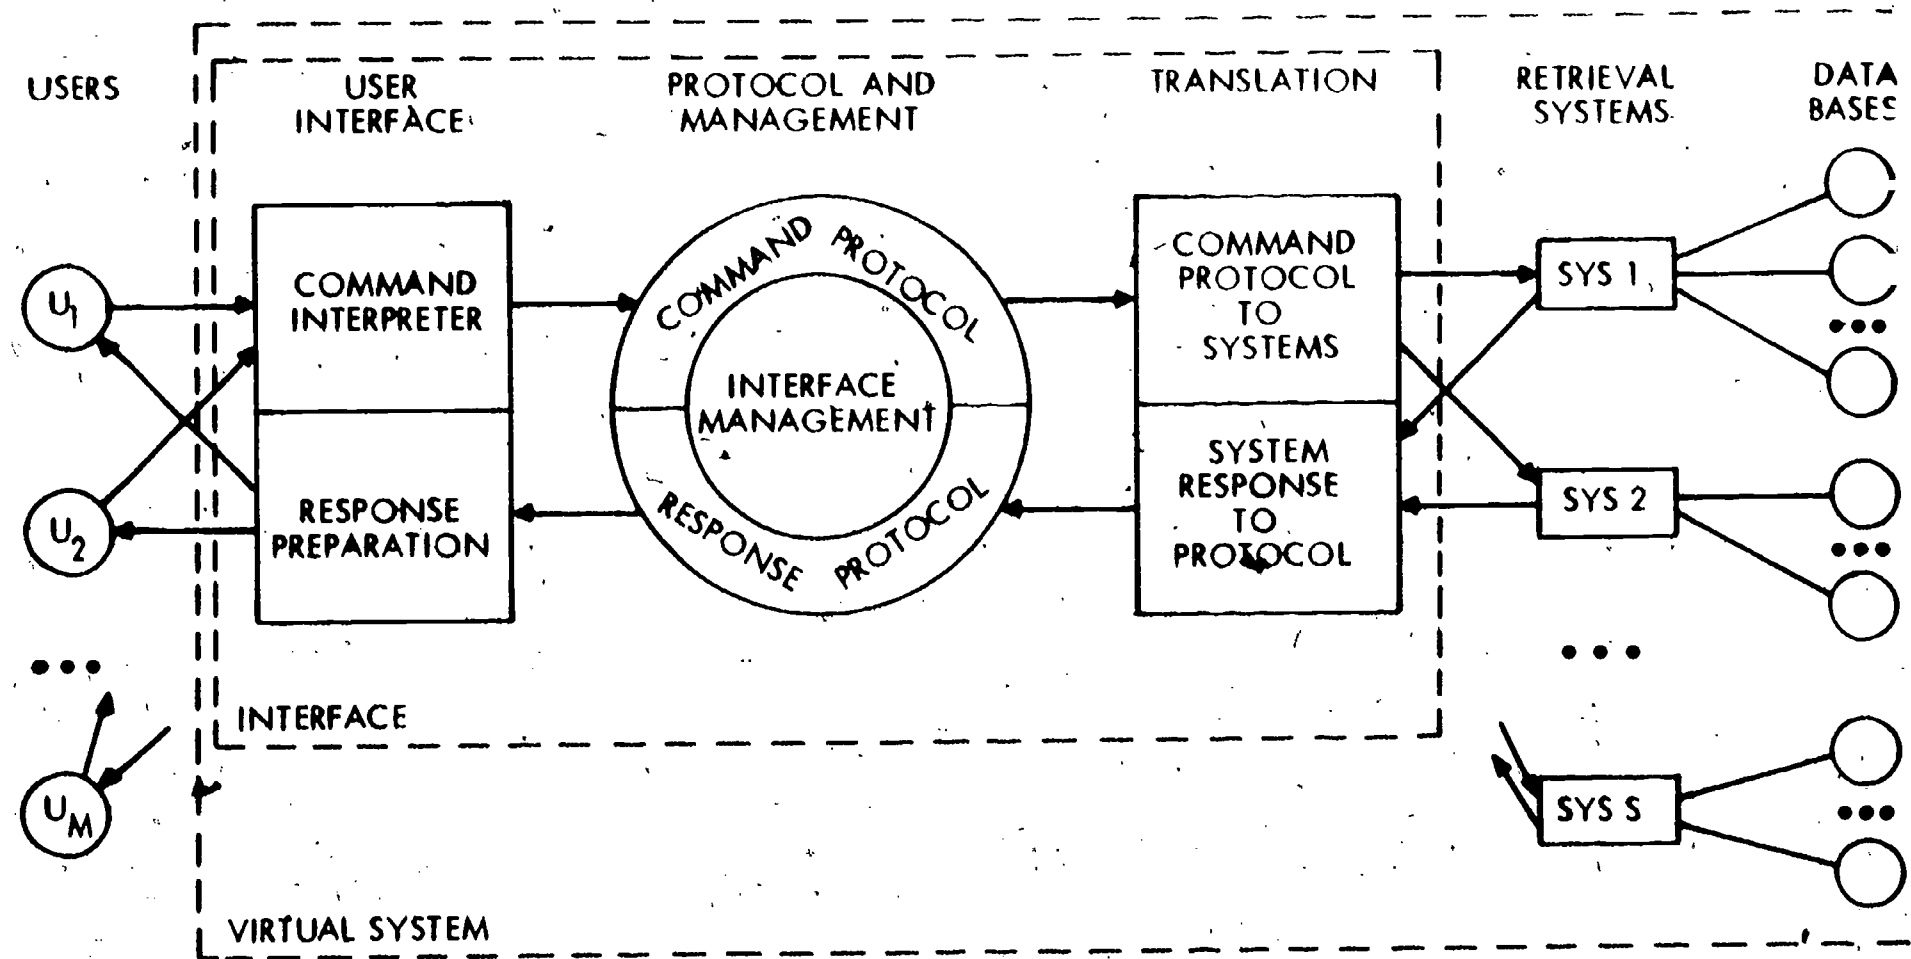 USERS
USER
INTERFACE
PROTOCOL AND
MANAGEMENT
TRANSLATION
RETRIEVAL
SYSTEMS
DATA
BASES
U1
U2
UM
COMMAND
INTERPRETER
RESPONSE
PREPARATION
COMMAND PROTOCOL
INTERFACE
MANAGEMENT
RESPONSE PROTOCOL
COMMAND
PROTOCOL
TO
SYSTEMS
SYSTEM
RESPONSE
TO
PROTOCOL
SYS 1
SYS 2
SYS S
INTERFACE
VIRTUAL SYSTEM